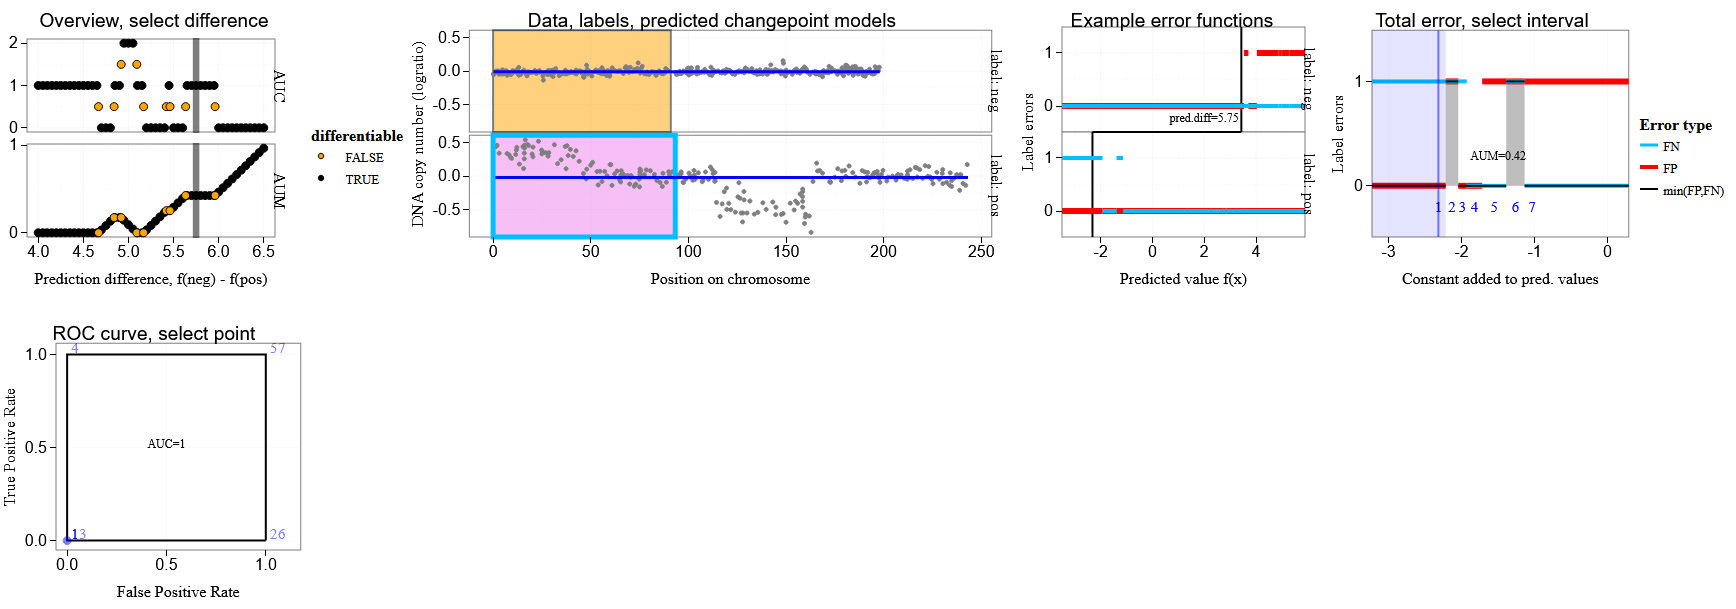 Overview, select difference
2
1
0
AUC
1
0
AUM
4.0 4.5 5.0 5.5 6.0 6.5
Prediction difference, f(neg) - f(pos)
differentiable
FALSE
TRUE
Data, labels, predicted changepoint models
DNA copy number (logratio)
0.5
0.0
-0.5
label: neg
0.5
0.0
-0.5
label: pos
0 50 100 150 200 250
Position on chromosome
Example error functions
Label errors
1
0
label: neg
pred.diff=5.75
1
0
label: pos
-2 0 2 4
Predicted value f(x)
Total error, select interval
Label errors
1
0
AUM=0.42
1 2 3 4 5 6 7
-3 -2 -1 0
Constant added to pred. values
Error type
FN
FP
min(FP,FN)
ROC curve, select point
True Positive Rate
1.0
0.5
0.0
4
57
AUC=1
13
26
0.0 0.5 1.0
False Positive Rate